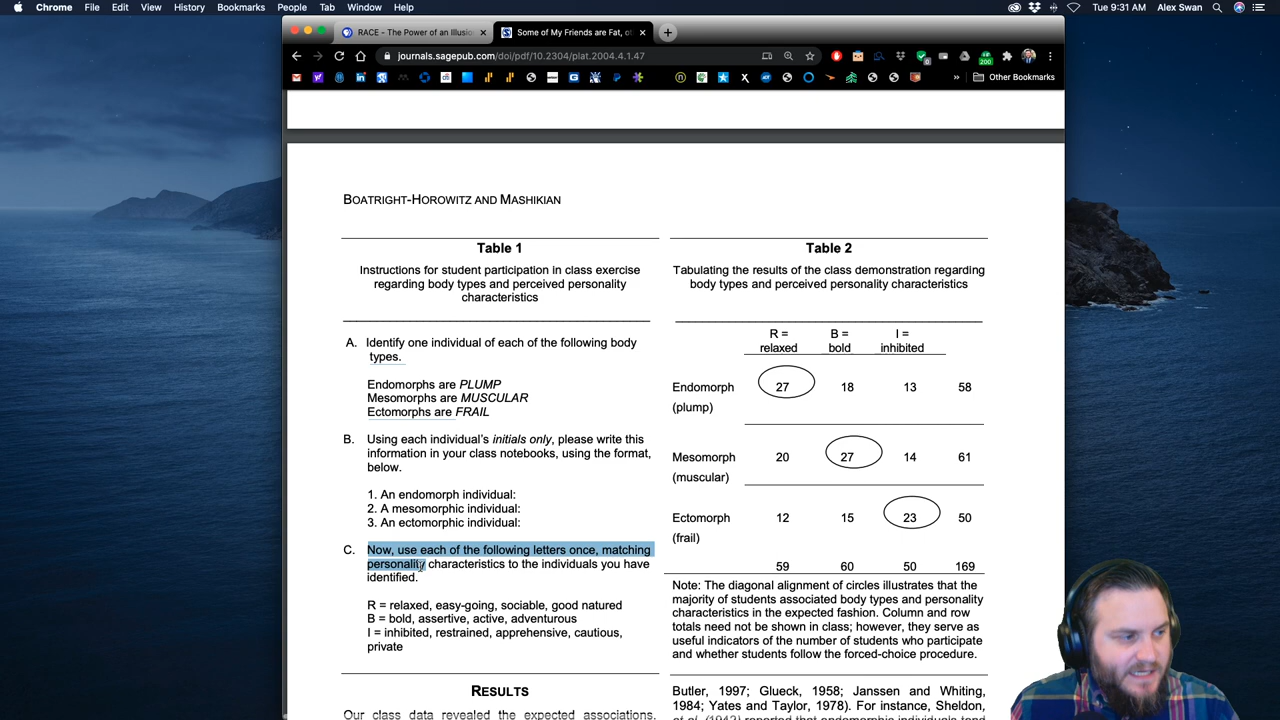 Chrome File Edit View History Bookmarks People Tab Window Help
Tue 9:31 AM Alex Swan
RACE - The Power of an Illusio
Some of My Friends are Fat, o
journals.sagepub.com/doi/pdf/10.2304/plat.2004.4.1.47
Other Bookmarks
BOATRIGHT-HOROWITZ AND MASHIKIAN
Table 1
Instructions for student participation in class exercise
regarding body types and perceived personality
characteristics
A. Identify one individual of each of the following body
types.
Endomorphs are PLUMP
Mesomorphs are MUSCULAR
Ectomorphs are FRAIL
B. Using each individual's initials only, please write this
information in your class notebooks, using the format,
below.
1. An endomorph individual:
2. A mesomorphic individual:
3. An ectomorphic individual:
C. Now, use each of the following letters once, matching
personality characteristics to the individuals you have
identified.
R = relaxed, easy-going, sociable, good natured
B = bold, assertive, active, adventurous
I = inhibited, restrained, apprehensive, cautious,
private
RESULTS
Our class data revealed the expected associations.
Table 2
Tabulating the results of the class demonstration regarding
body types and perceived personality characteristics
R = B = I =
relaxed bold inhibited
Endomorph 27 18 13 58
(plump)
Mesomorph 20 27 14 61
(muscular)
Ectomorph 12 15 23 50
(frail)
59 60 50 169
Note: The diagonal alignment of circles illustrates that the
majority of students associated body types and personality
characteristics in the expected fashion. Column and row
totals need not be shown in class; however, they serve as
useful indicators of the number of students who participate
and whether students follow the forced-choice procedure.
Butler, 1997; Glueck, 1958; Janssen and Whiting,
1984; Yates and Taylor, 1978). For instance, Sheldon,
et al. (1942) reported that endomorphic individuals tend